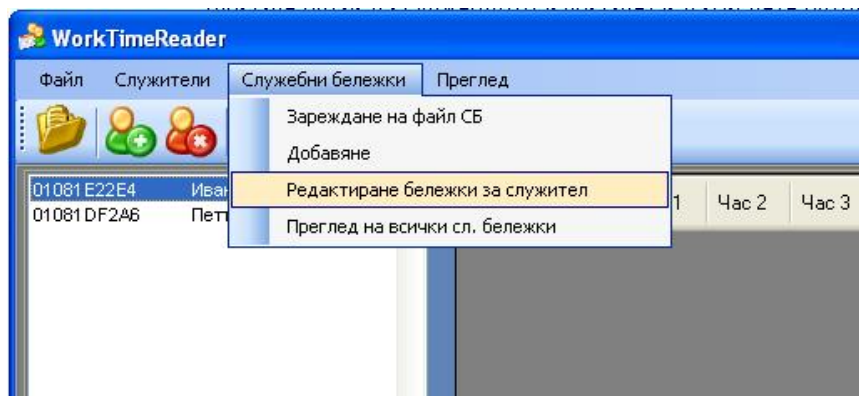 WorkTimeReader
Файл Служители Служебни бележки Преглед
Зареждане на файл СБ
Добавяне
Редактиране бележки за служител
Преглед на всички сл. бележки
01081E22E4
01081DF2A6
1 Час 2 Час 3